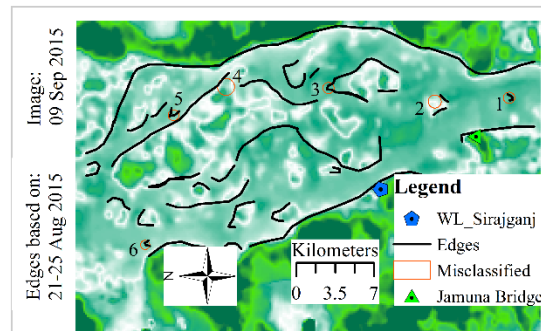 Image:
09 Sep 2015
Edges based on:
21-25 Aug 2015
4
5
3
2
1
6
N
Kilometers
0 3.5 7
Legend
WL_Sirajganj
Edges
Misclassified
Jamuna Bridge